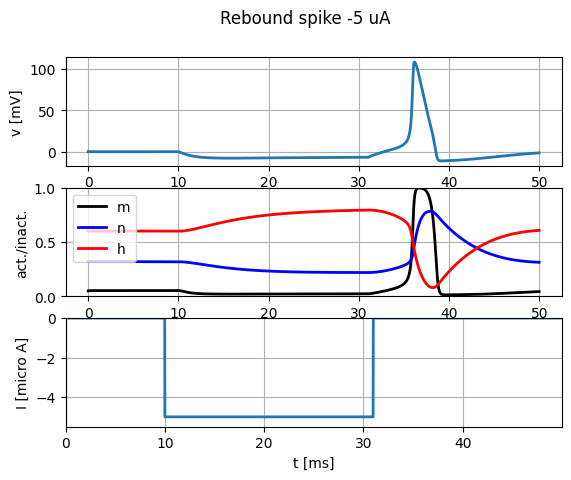 Rebound spike -5 uA
v [mV]
100
50
0
0 10 20 30 40 50
act./inact.
1.0
0.5
0.0
m
n
h
0 10 20 30 40 50
I [micro A]
0
−2
−4
0 10 20 30 40
t [ms]